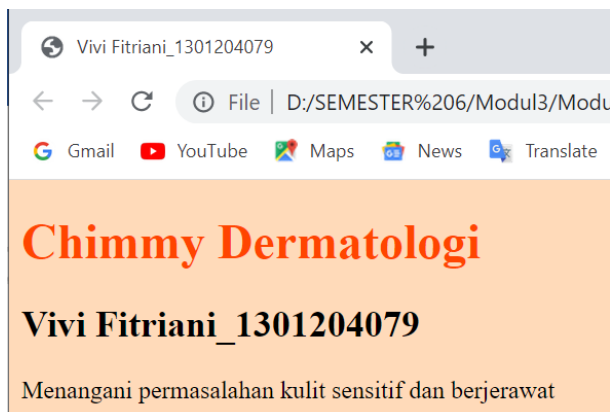 Vivi Fitriani_1301204079
File | D:/SEMESTER%206/Modul3/Modu
Gmail YouTube Maps News Translate
Chimmy Dermatologi
Vivi Fitriani_1301204079
Menangani permasalahan kulit sensitif dan berjerawat